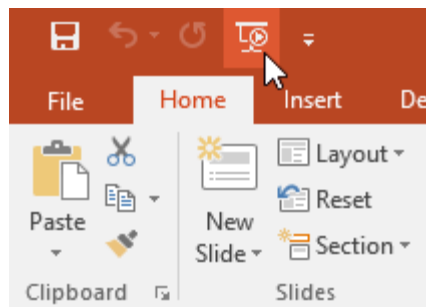 File Home Insert De
Layout
Reset
Paste New
Slide Section
Clipboard Slides